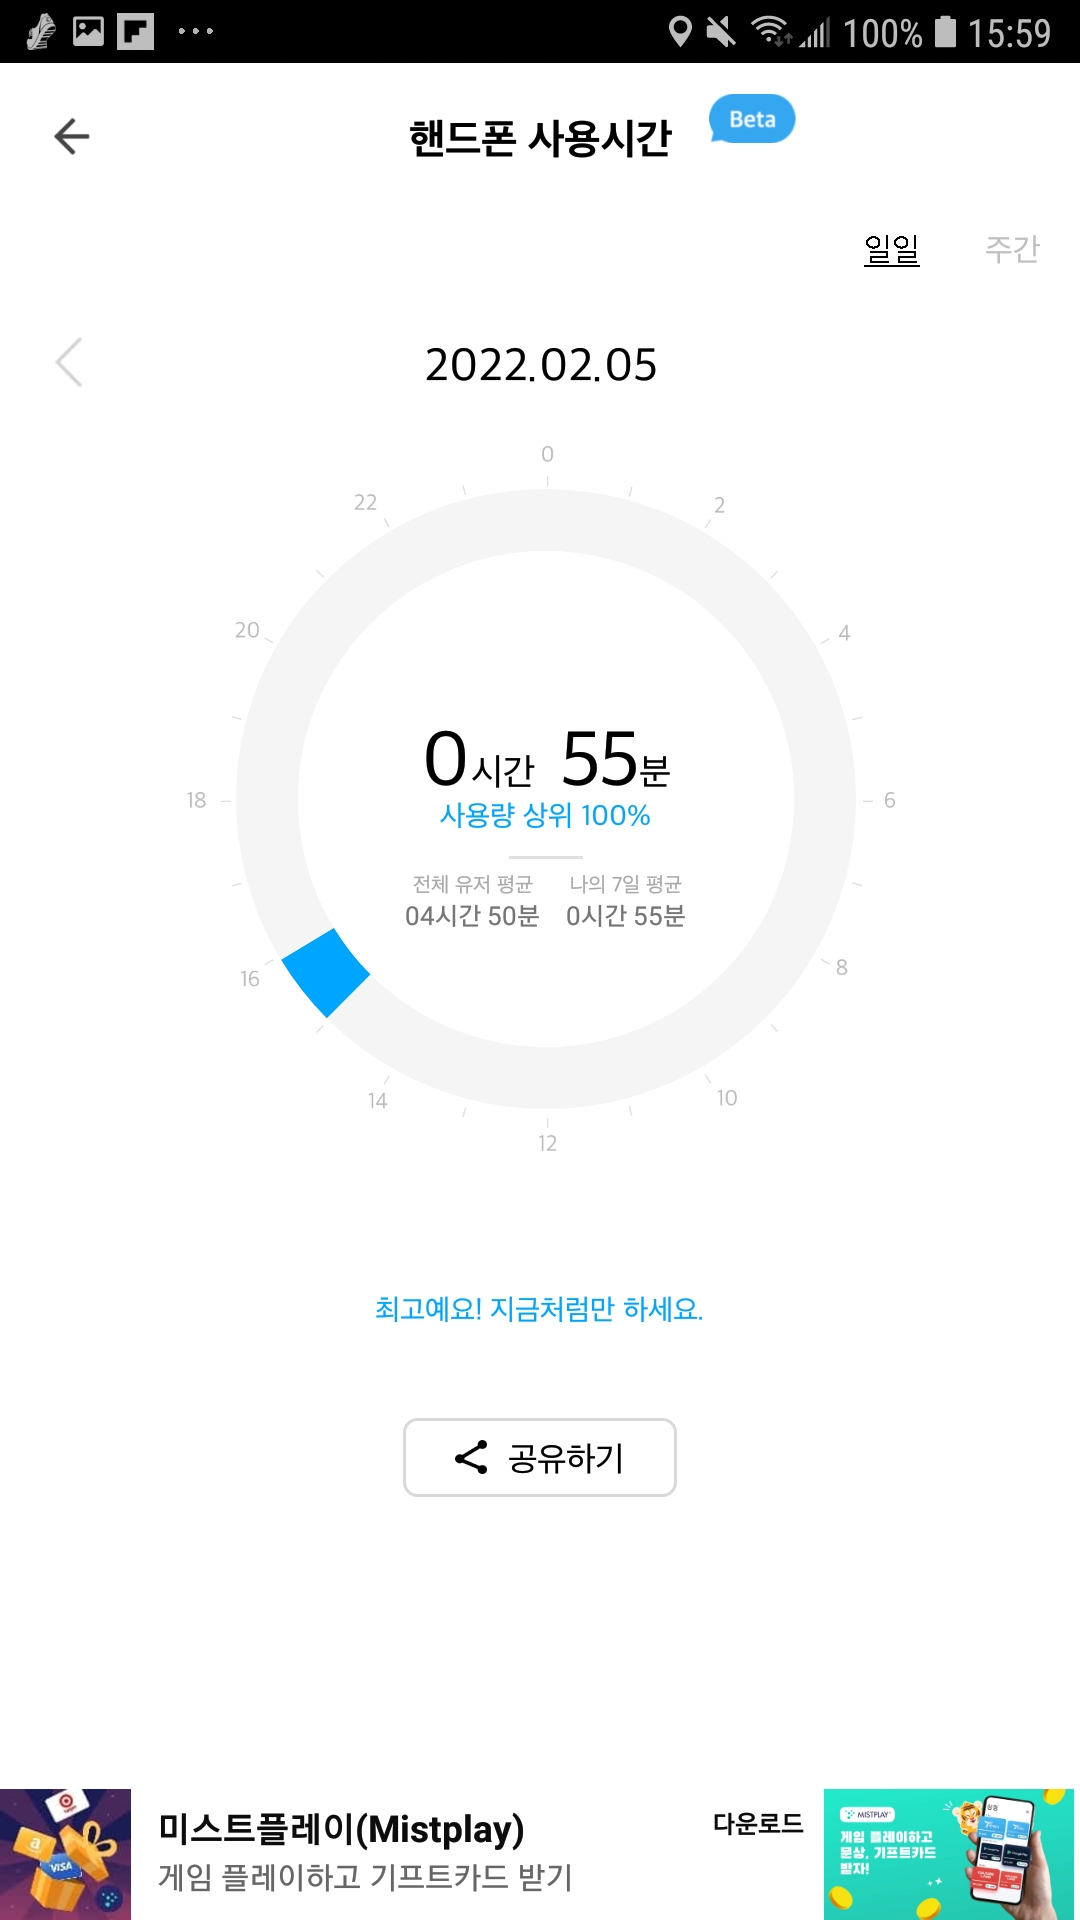 100% 15:59
핸드폰 사용시간 Beta
일일 주간
2022.02.05
0
22 2
20 4
18 6
16 8
14 10
12
0시간 55분
사용량 상위 100%
전체 유저 평균 나의 7일 평균
04시간 50분 0시간 55분
최고예요! 지금처럼만 하세요.
공유하기
미스트플레이(Mistplay)
게임 플레이하고 기프트카드 받기
다운로드
a
VISA
MISTPLAY
게임 플레이하고
문상, 기프트카드
받자!